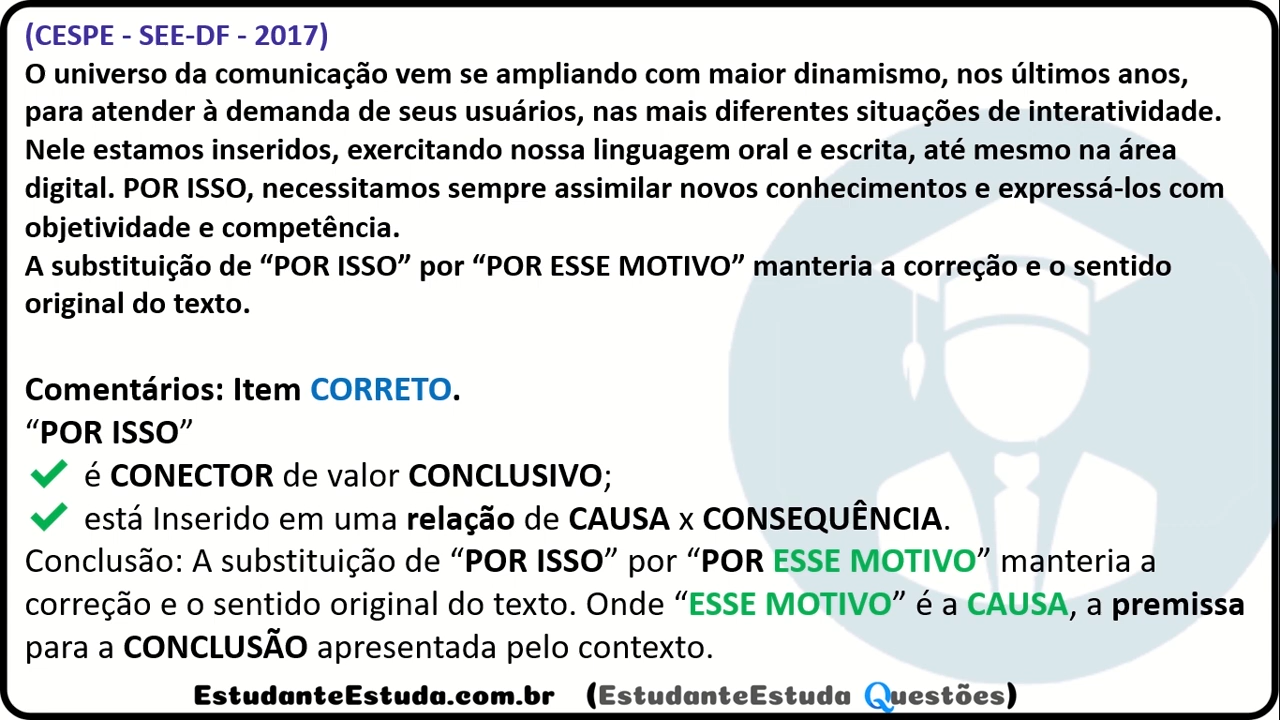 (CESPE - SEE-DF - 2017)
O universo da comunicação vem se ampliando com maior dinamismo, nos últimos anos,
para atender à demanda de seus usuários, nas mais diferentes situações de interatividade.
Nele estamos inseridos, exercitando nossa linguagem oral e escrita, até mesmo na área
digital. POR ISSO, necessitamos sempre assimilar novos conhecimentos e expressá-los com
objetividade e competência.
A substituição de “POR ISSO” por “POR ESSE MOTIVO” manteria a correção e o sentido
original do texto.
Comentários: Item CORRETO.
“POR ISSO”
é CONECTOR de valor CONCLUSIVO;
está Inserido em uma relação de CAUSA x CONSEQUÊNCIA.
Conclusão: A substituição de “POR ISSO” por “POR ESSE MOTIVO” manteria a
correção e o sentido original do texto. Onde “ESSE MOTIVO” é a CAUSA, a premissa
para a CONCLUSÃO apresentada pelo contexto.
EstudanteEstuda.com.br (EstudanteEstuda Questões)